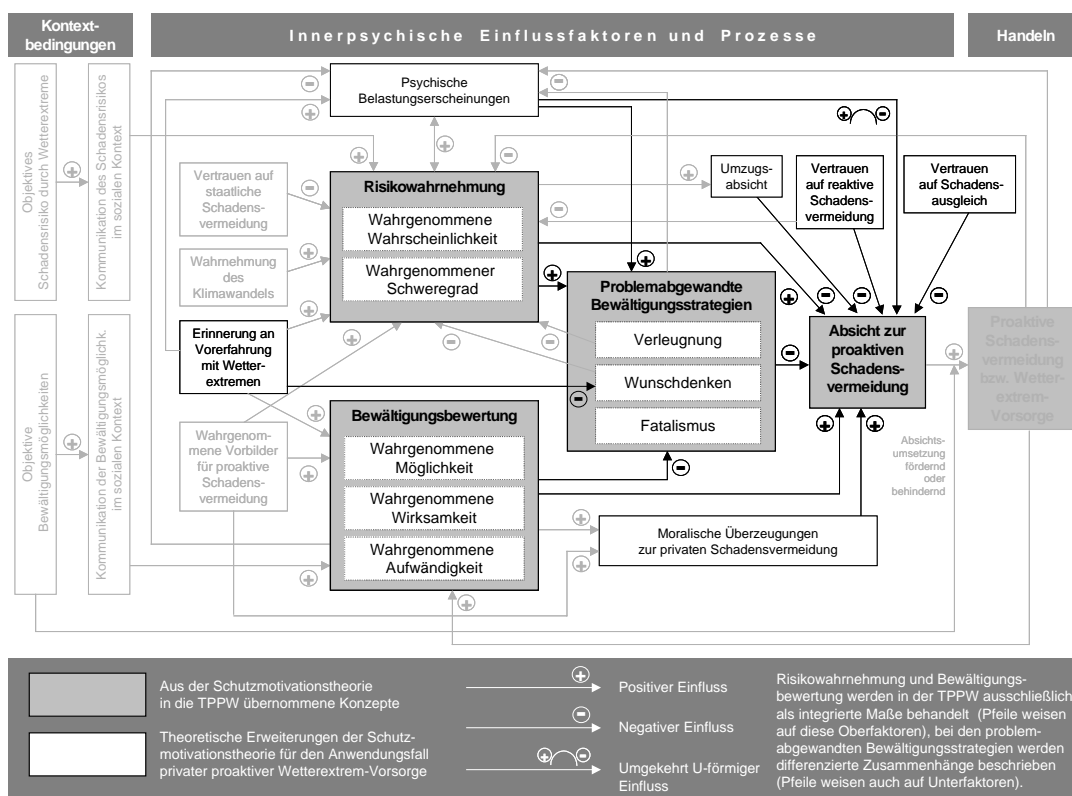 Kontext-
bedingungen
Innerpsychische Einflussfaktoren und Prozesse
Handeln
Objektives
Schadensrisiko durch Wetterextreme
+
Kommunikation des Schadensrisikos
im sozialen Kontext
Objektive
Bewältigungsmöglichkeiten
+
Kommunikation der Bewältigungsmöglichk.
im sozialen Kontext
Psychische
Belastungserscheinungen
Vertrauen auf
staatliche
Schadens-
vermeidung
Wahrnehmung
des
Klimawandels
Erinnerung an
Vorerfahrung
mit Wetter-
extremen
Wahrgenom-
mene Vorbilder
für proaktive
Schadens-
vermeidung
Risikowahrnehmung
Wahrgenommene
Wahrscheinlichkeit
Wahrgenommener
Schweregrad
Bewältigungsbewertung
Wahrgenommene
Möglichkeit
Wahrgenommene
Wirksamkeit
Wahrgenommene
Aufwändigkeit
Problemabgewandte
Bewältigungsstrategien
Verleugnung
Wunschdenken
Fatalismus
Umzugs-
absicht
Vertrauen
auf reaktive
Schadens-
vermeidung
Vertrauen
auf Schadens-
ausgleich
Absicht zur
proaktiven
Schadens-
vermeidung
Moralische Überzeugungen
zur privaten Schadensvermeidung
Absichts-
umsetzung
fördernd
oder
behindernd
Proaktive
Schadens-
vermeidung
bzw. Wetter-
extrem-
Vorsorge
Aus der Schutzmotivationstheorie
in die TPPW übernommene Konzepte
Theoretische Erweiterungen der Schutz-
motivationstheorie für den Anwendungsfall
privater proaktiver Wetterextrem-Vorsorge
+
Positiver Einfluss
−
Negativer Einfluss
+ −
Umgekehrt U-förmiger
Einfluss
Risikowahrnehmung und Bewältigungs-
bewertung werden in der TPPW ausschließlich
als integrierte Maße behandelt (Pfeile weisen
auf diese Oberfaktoren), bei den problem-
abgewandten Bewältigungsstrategien werden
differenzierte Zusammenhänge beschrieben
(Pfeile weisen auch auf Unterfaktoren).